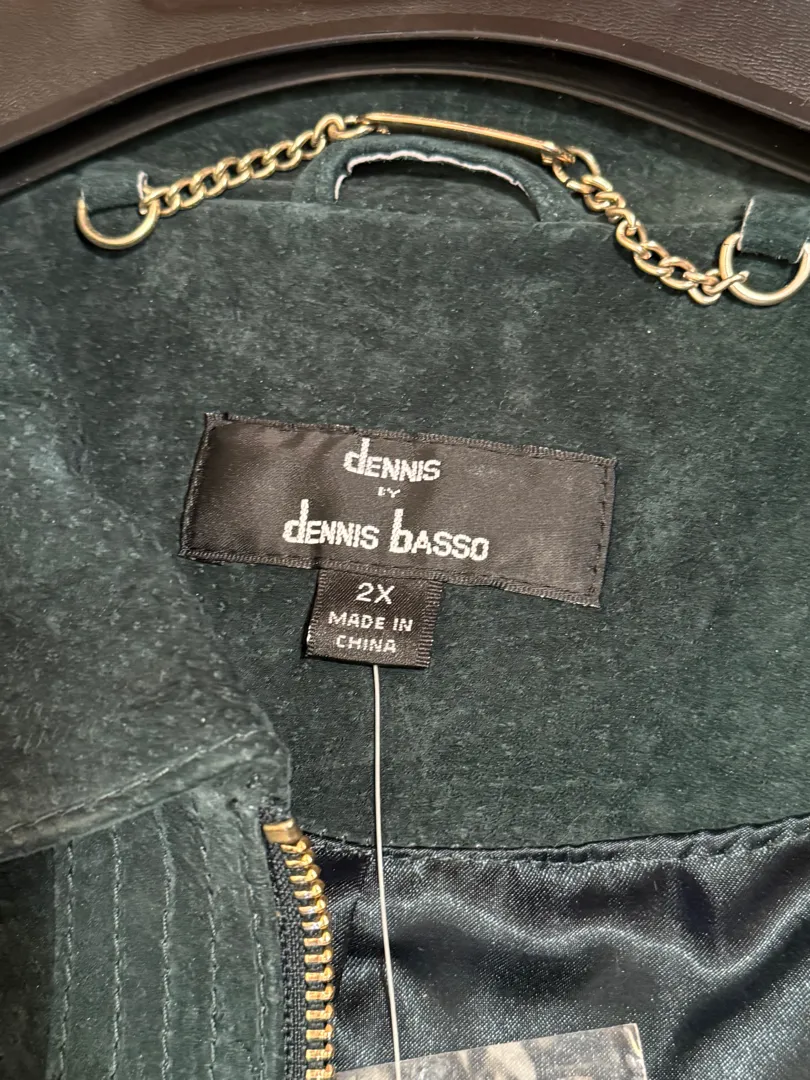 dENNIS
BY
dENNIS bASSO
2X
MADE IN
CHINA